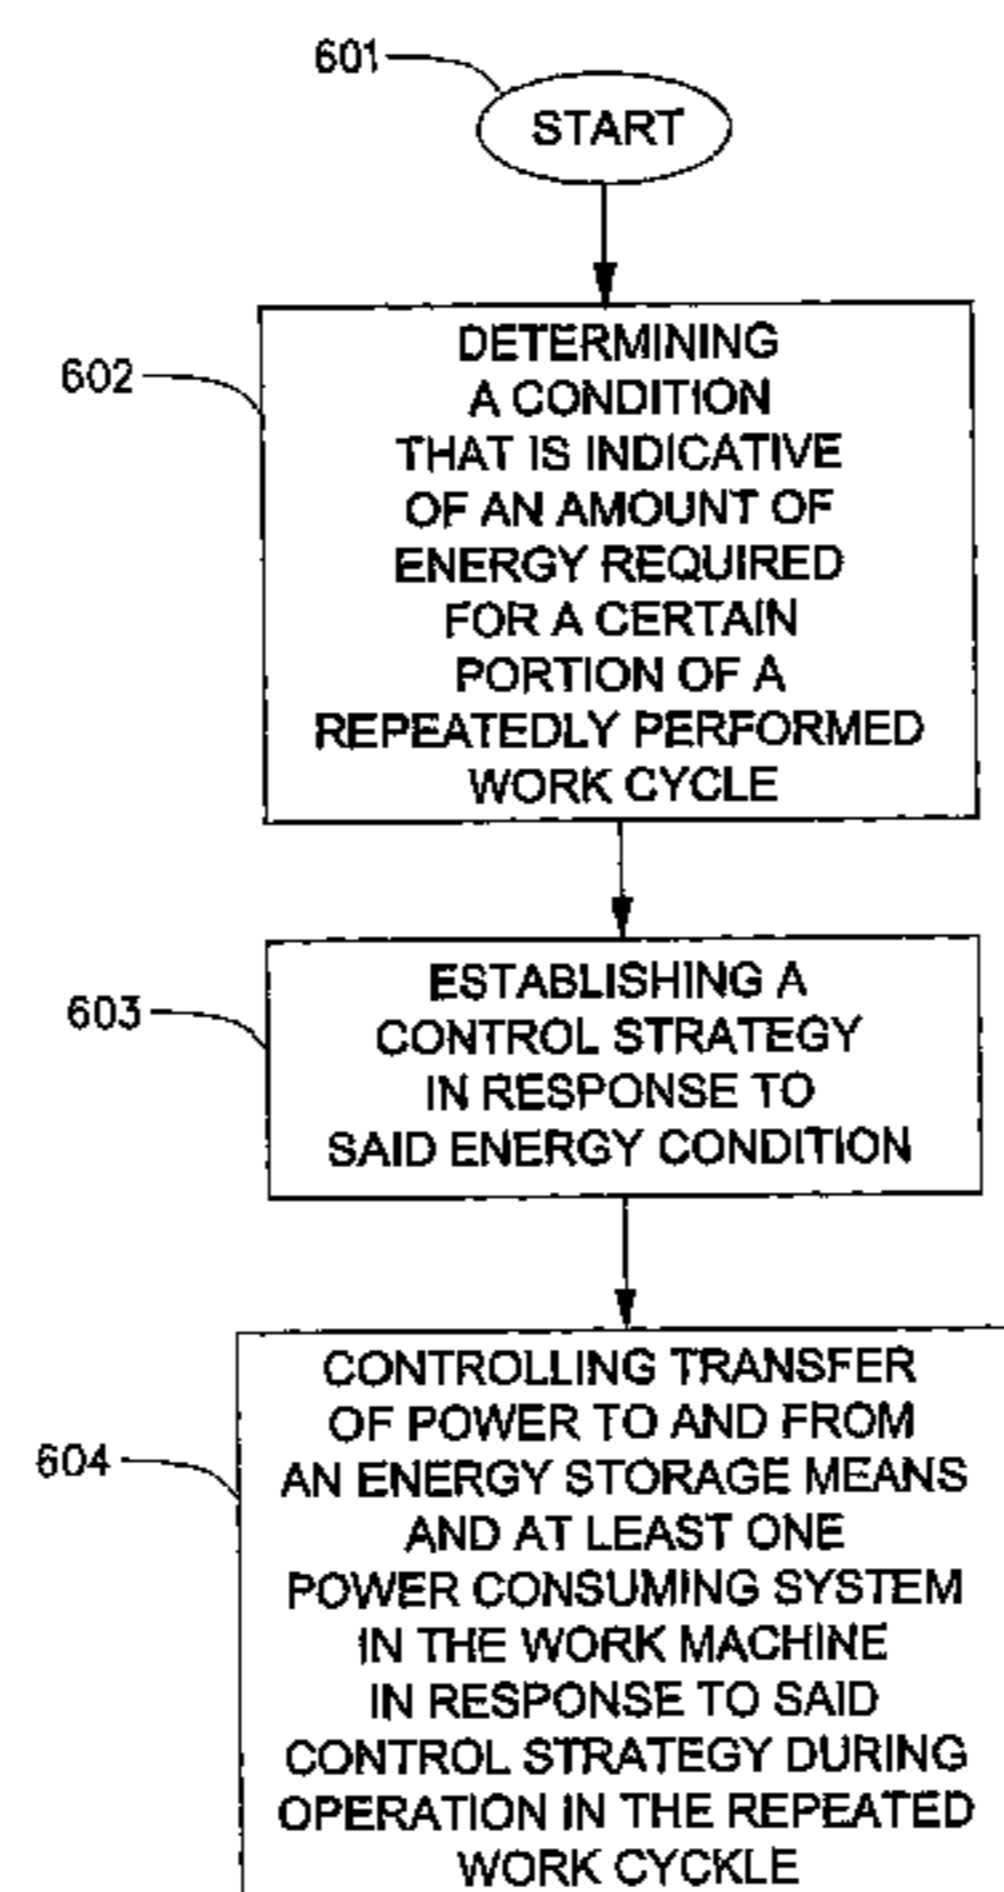 601
START
602
DETERMINING
A CONDITION
THAT IS INDICATIVE
OF AN AMOUNT OF
ENERGY REQUIRED
FOR A CERTAIN
PORTION OF A
REPEATEDLY PERFORMED
WORK CYCLE
603
ESTABLISHING A
CONTROL STRATEGY
IN RESPONSE TO
SAID ENERGY CONDITION
604
CONTROLLING TRANSFER
OF POWER TO AND FROM
AN ENERGY STORAGE MEANS
AND AT LEAST ONE
POWER CONSUMING SYSTEM
IN THE WORK MACHINE
IN RESPONSE TO SAID
CONTROL STRATEGY DURING
OPERATION IN THE REPEATED
WORK CYCKLE